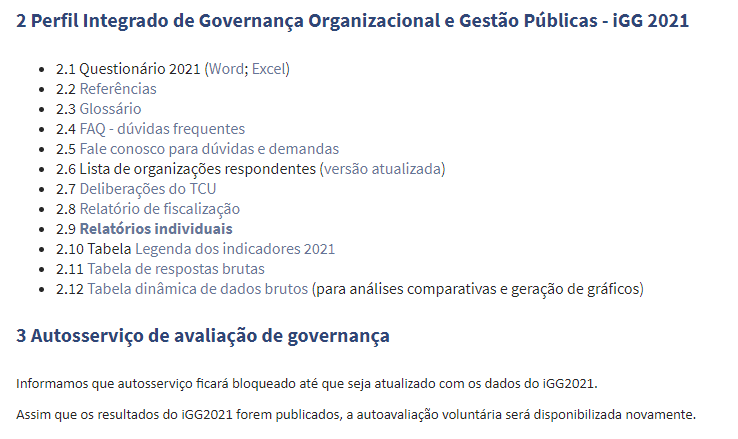 2 Perfil Integrado de Governança Organizacional e Gestão Públicas - iGG 2021
2.1 Questionário 2021 (Word; Excel)
2.2 Referências
2.3 Glossário
2.4 FAQ - dúvidas frequentes
2.5 Fale conosco para dúvidas e demandas
2.6 Lista de organizações respondentes (versão atualizada)
2.7 Deliberações do TCU
2.8 Relatório de fiscalização
2.9 Relatórios individuais
2.10 Tabela Legenda dos indicadores 2021
2.11 Tabela de respostas brutas
2.12 Tabela dinâmica de dados brutos (para análises comparativas e geração de gráficos)
3 Autosserviço de avaliação de governança
Informamos que autosserviço ficará bloqueado até que seja atualizado com os dados do iGG2021.
Assim que os resultados do iGG2021 forem publicados, a autoavaliação voluntária será disponibilizada novamente.